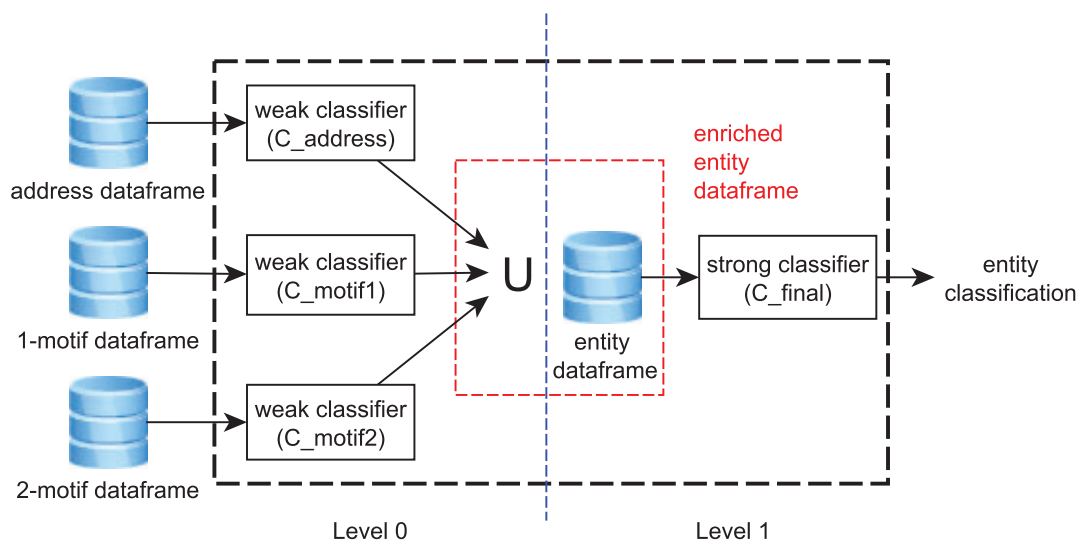 address dataframe
1-motif dataframe
2-motif dataframe
weak classifier
(C_address)
weak classifier
(C_motif1)
weak classifier
(C_motif2)
U
entity
dataframe
enriched
entity
dataframe
strong classifier
(C_final)
entity
classification
Level 0
Level 1